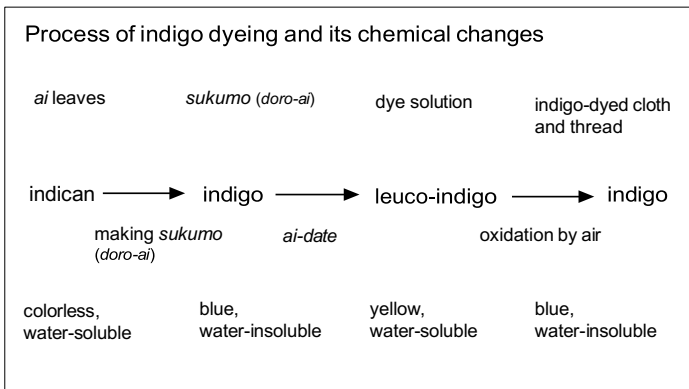 Process of indigo dyeing and its chemical changes
ai leaves
sukumo (doro-ai)
dye solution
indigo-dyed cloth
and thread
indican
indigo
leuco-indigo
indigo
making sukumo
(doro-ai)
ai-date
oxidation by air
colorless,
water-soluble
blue,
water-insoluble
yellow,
water-soluble
blue,
water-insoluble